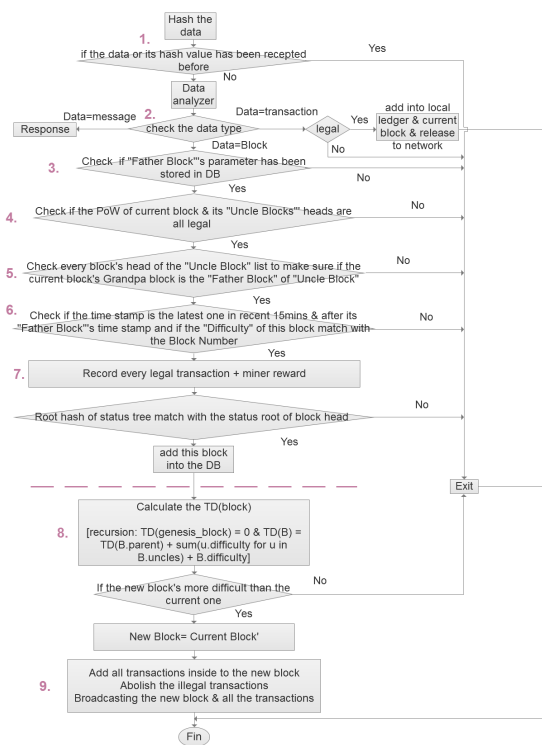 Hash the
data
1.
if the data or its hash value has been recepted
before
Yes
No
Data
analyzer
2.
Data=message
Data=transaction
Response
check the data type
legal
Yes
add into local
ledger & current
block & release
to network
No
Data=Block
3.
Check if "Father Block"'s parameter has been
stored in DB
No
Yes
4.
Check if the PoW of current block & its "Uncle Blocks"' heads are
all legal
No
Yes
5.
Check every block's head of the "Uncle Block" list to make sure if the
current block's Grandpa block is the "Father Block" of "Uncle Block"
No
Yes
6.
Check if the time stamp is the latest one in recent 15mins & after its
"Father Block"'s time stamp and if the "Difficulty" of this block match with
the Block Number
No
Yes
7.
Record every legal transaction + miner reward
Root hash of status tree match with the status root of block head
No
Yes
add this block
into the DB
Exit
8.
Calculate the TD(block)
[recursion: TD(genesis_block) = 0 & TD(B) =
TD(B.parent) + sum(u.difficulty for u in
B.uncles) + B.difficulty]
If the new block's more difficult than the
current one
No
Yes
New Block= Current Block'
9.
Add all transactions inside to the new block
Abolish the illegal transactions
Broadcasting the new block & all the transactions
Fin